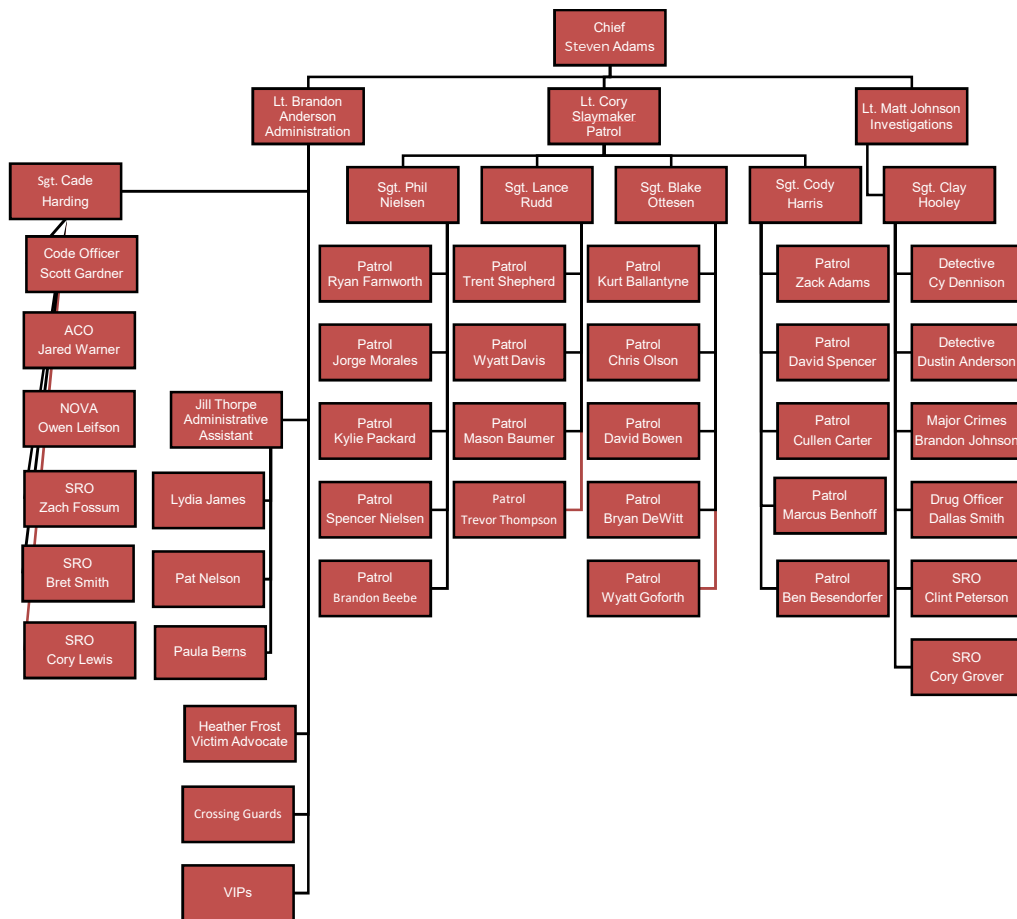 Chief
Steven Adams
Lt. Brandon
Anderson
Administration
Lt. Cory
Slaymaker
Patrol
Lt. Matt Johnson
Investigations
Sgt. Cade
Harding
Code Officer
Scott Gardner
ACO
Jared Warner
NOVA
Owen Leifson
SRO
Zach Fossum
SRO
Bret Smith
SRO
Cory Lewis
Jill Thorpe
Administrative
Assistant
Lydia James
Pat Nelson
Paula Berns
Heather Frost
Victim Advocate
Crossing Guards
VIPs
Sgt. Phil
Nielsen
Patrol
Ryan Farnworth
Patrol
Jorge Morales
Patrol
Kylie Packard
Patrol
Spencer Nielsen
Patrol
Brandon Beebe
Sgt. Lance
Rudd
Patrol
Trent Shepherd
Patrol
Wyatt Davis
Patrol
Mason Baumer
Patrol
Trevor Thompson
Sgt. Blake
Ottesen
Patrol
Kurt Ballantyne
Patrol
Chris Olson
Patrol
David Bowen
Patrol
Bryan DeWitt
Patrol
Wyatt Goforth
Sgt. Cody
Harris
Patrol
Zack Adams
Patrol
David Spencer
Patrol
Cullen Carter
Patrol
Marcus Benhoff
Patrol
Ben Besendorfer
Sgt. Clay
Hooley
Detective
Cy Dennison
Detective
Dustin Anderson
Major Crimes
Brandon Johnson
Drug Officer
Dallas Smith
SRO
Clint Peterson
SRO
Cory Grover